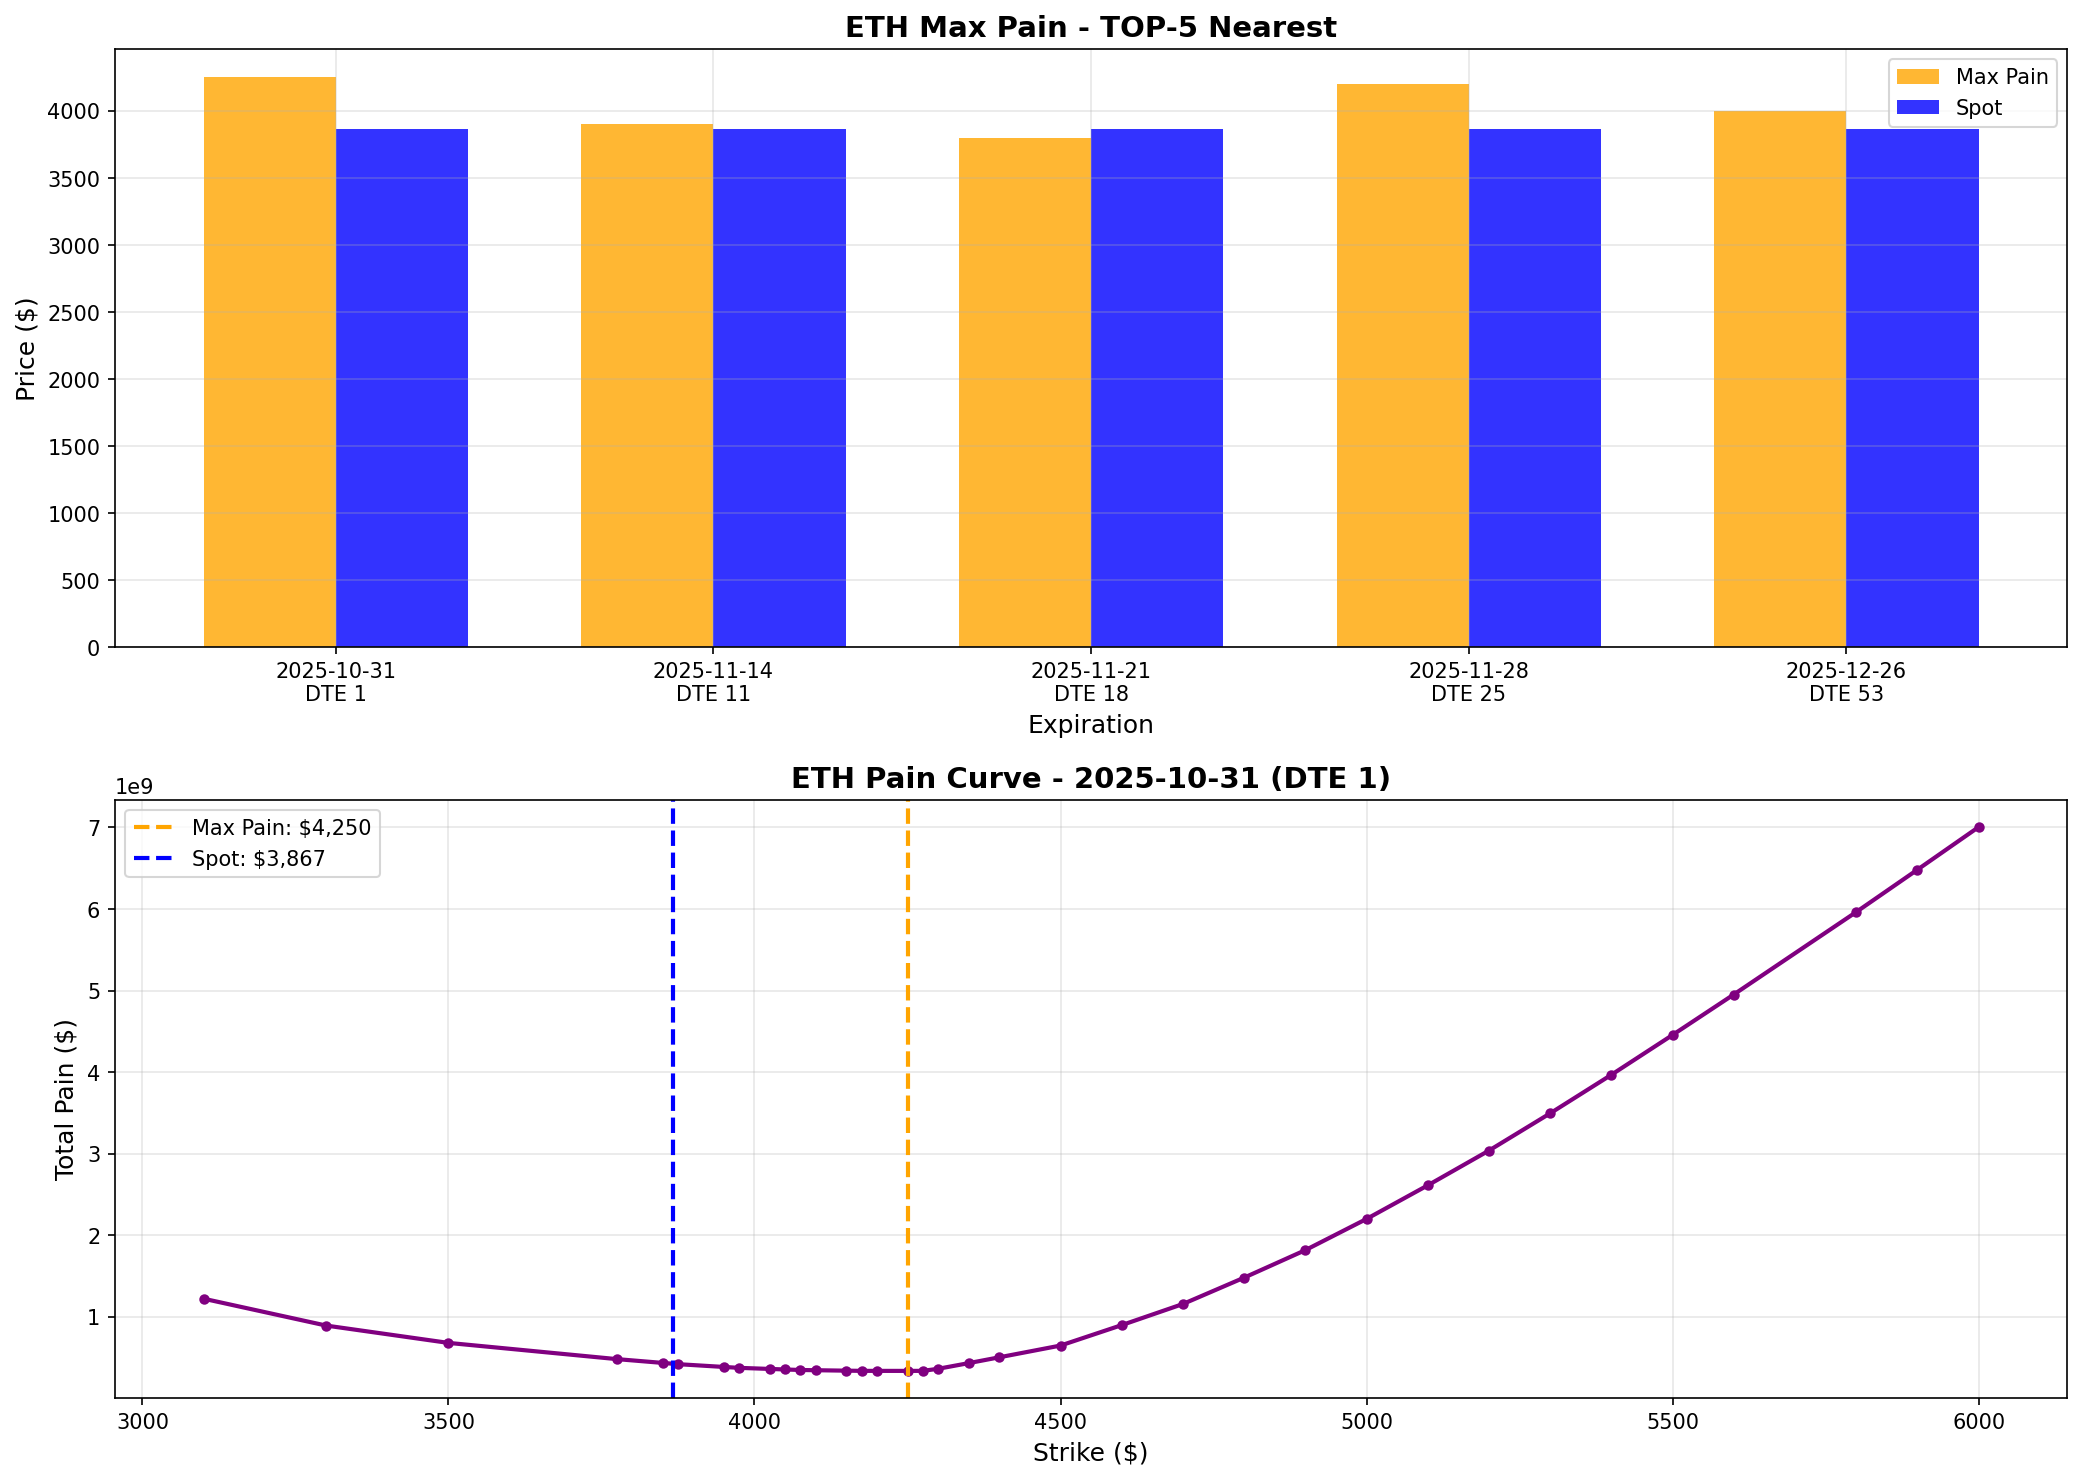 ETH Max Pain - TOP-5 Nearest
Max Pain
Spot
Price ($)
4000
3500
3000
2500
2000
1500
1000
500
0
2025-10-31
DTE 1
2025-11-14
DTE 11
2025-11-21
DTE 18
2025-11-28
DTE 25
2025-12-26
DTE 53
Expiration
ETH Pain Curve - 2025-10-31 (DTE 1)
1e9
Max Pain: $4,250
Spot: $3,867
Total Pain ($)
7
6
5
4
3
2
1
3000
3500
4000
4500
5000
5500
6000
Strike ($)